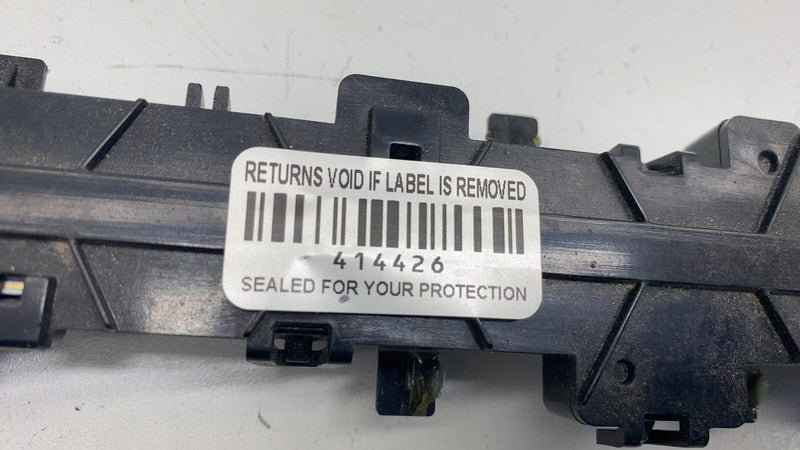 RETURNS VOID IF LABEL IS REMOVED
414426
SEALED FOR YOUR PROTECTION